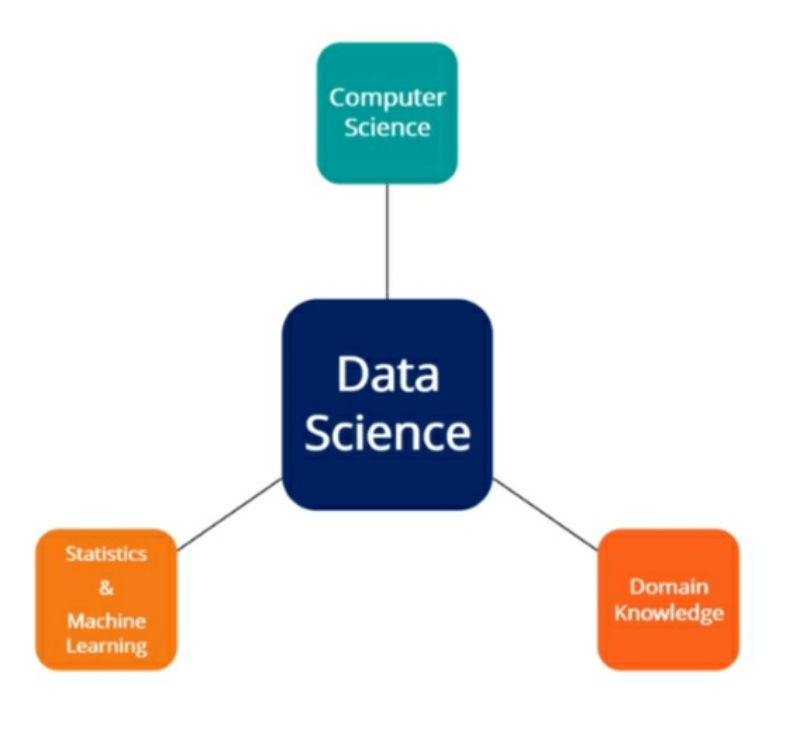 Computer
Science
Data
Science
Statistics
&
Machine
Learning
Domain
Knowledge